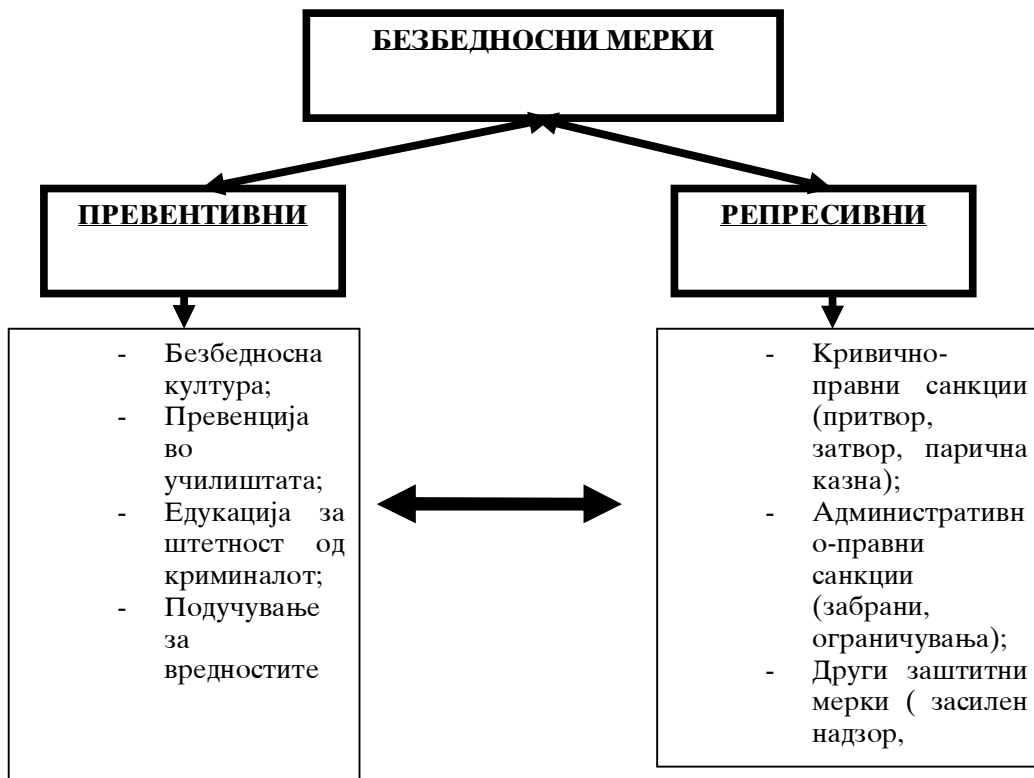 БЕЗБЕДНОСНИ МЕРКИ
ПРЕВЕНТИВНИ
РЕПРЕСИВНИ
- Безбедносна
култура;
- Превенција
во
училиштата;
- Едукација за
штетност од
криминалот;
- Подучување
за
вредностите
- Кривично-
правни санкции
(притвор,
затвор, парична
казна);
- Административн
о-правни
санкции
(забрани,
ограничувања);
- Други заштитни
мерки ( засилен
надзор,